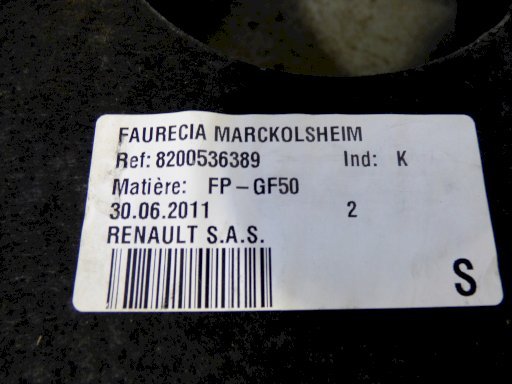 FAURECIA MARCKOLSHEIM
Ref: 8200536389 Ind: K
Matière: FP-GF50
30.06.2011 2
RENAULT S.A.S.
S